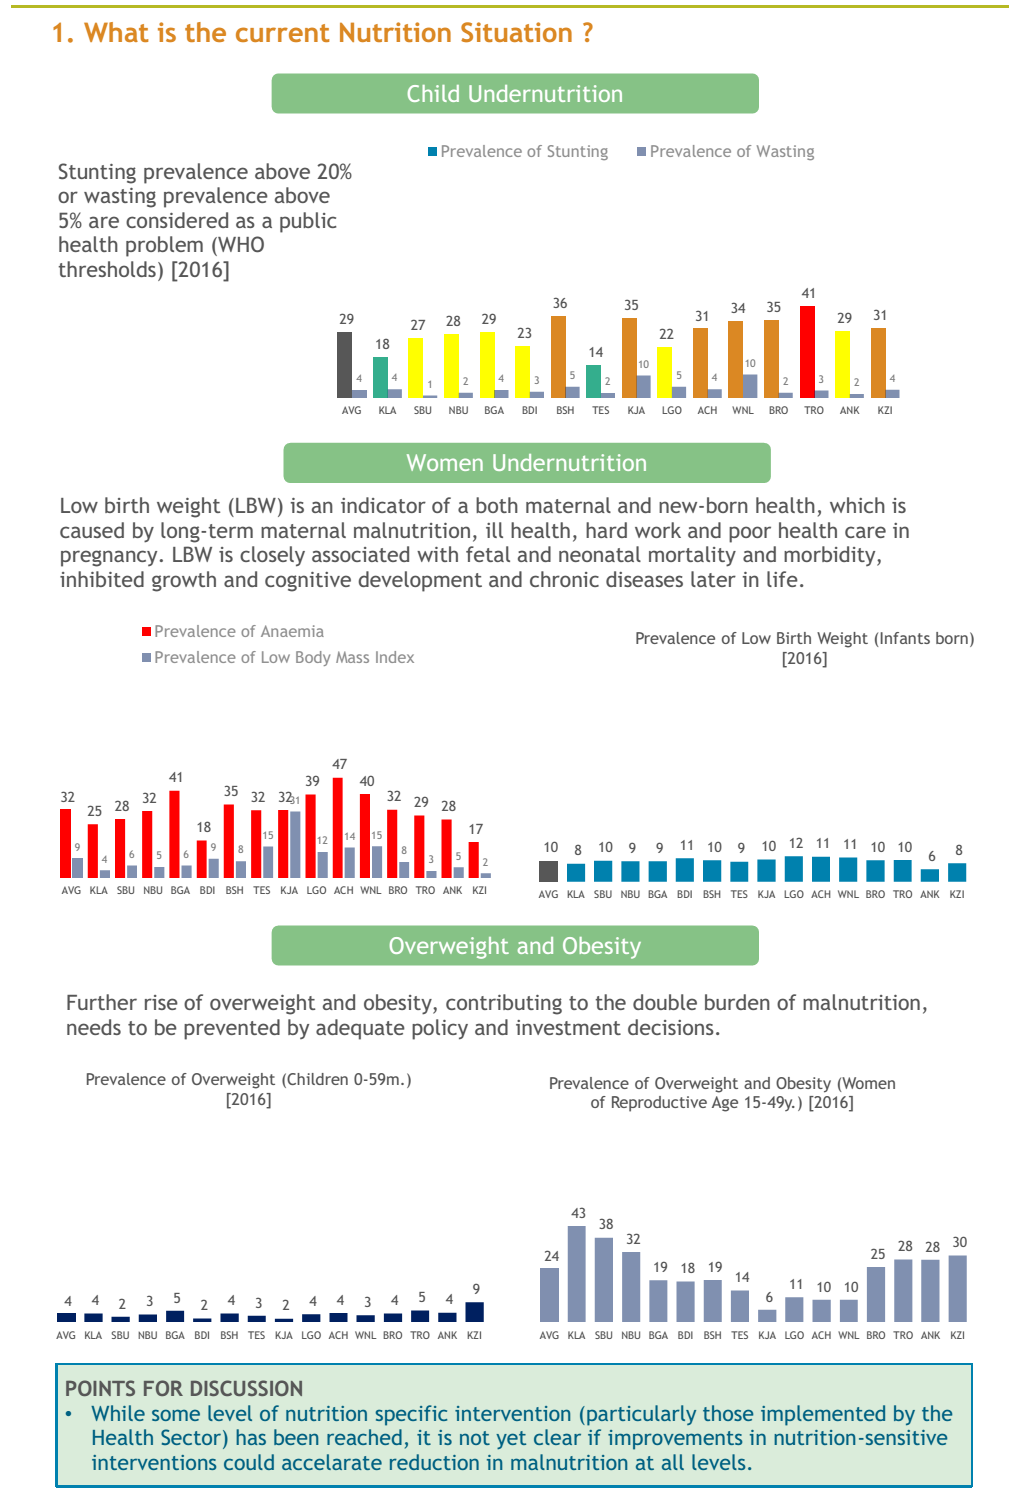 1. What is the current Nutrition Situation ?
Child Undernutrition
Prevalence of Stunting Prevalence of Wasting
Stunting prevalence above 20%
or wasting prevalence above
5% are considered as a public
health problem (WHO
thresholds) [2016]
29 18 27 28 29 23 36 14 35 22 31 34 35 41 29 31
4 4 1 2 4 3 5 2 10 5 4 10 2 3 2 4
AVG KLA SBU NBU BGA BDI BSH TES KJA LGO ACH WNL BRO TRO ANK KZI
Women Undernutrition
Low birth weight (LBW) is an indicator of a both maternal and new-born health, which is
caused by long-term maternal malnutrition, ill health, hard work and poor health care in
pregnancy. LBW is closely associated with fetal and neonatal mortality and morbidity,
inhibited growth and cognitive development and chronic diseases later in life.
Prevalence of Anaemia
Prevalence of Low Body Mass Index
32 25 28 32 41 18 35 32 32 39 47 40 32 29 28 17
9 4 6 5 6 9 8 15 31 12 14 15 8 3 5 2
AVG KLA SBU NBU BGA BDI BSH TES KJA LGO ACH WNL BRO TRO ANK KZI
Prevalence of Low Birth Weight (Infants born)
[2016]
10 8 10 9 9 11 10 9 10 12 11 11 10 10 6 8
AVG KLA SBU NBU BGA BDI BSH TES KJA LGO ACH WNL BRO TRO ANK KZI
Overweight and Obesity
Further rise of overweight and obesity, contributing to the double burden of malnutrition,
needs to be prevented by adequate policy and investment decisions.
Prevalence of Overweight (Children 0-59m.)
[2016]
4 4 2 3 5 2 4 3 2 4 4 3 4 5 4 9
AVG KLA SBU NBU BGA BDI BSH TES KJA LGO ACH WNL BRO TRO ANK KZI
Prevalence of Overweight and Obesity (Women
of Reproductive Age 15-49y.) [2016]
24 43 38 32 19 18 19 14 6 11 10 10 25 28 28 30
AVG KLA SBU NBU BGA BDI BSH TES KJA LGO ACH WNL BRO TRO ANK KZI
POINTS FOR DISCUSSION
• While some level of nutrition specific intervention (particularly those implemented by the
Health Sector) has been reached, it is not yet clear if improvements in nutrition-sensitive
interventions could accelarate reduction in malnutrition at all levels.